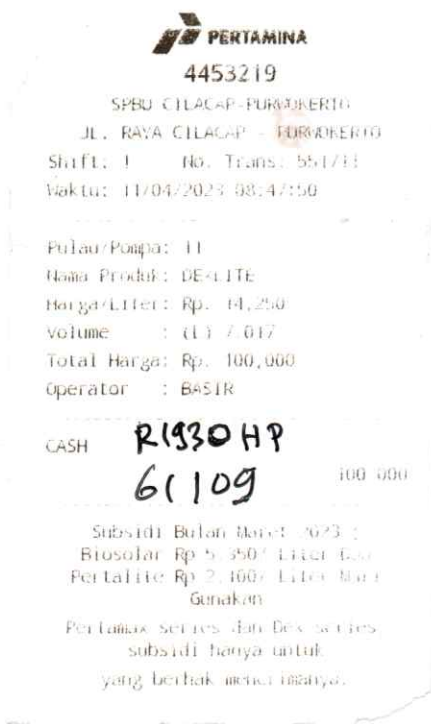 PERTAMINA
4453219
SPBU CILACAP-PURWOKERTO
JL. RAYA CILACAP - PURWOKERTO
Shift: 1 No. Trans:
Waktu: 11/04/2023 08:47:50
Pulau/Pompa: 11
Nama Produk: DEXLITE
Harga/Liter: Rp. 14,250
Volume : (L) 7.017
Total Harga: Rp. 100,000
Operator : BASIR
CASH R1930HP
61109
100.000
Subsidi Bulan Maret 2023 :
Biosolar Rp 5.350/ Liter
Pertalite Rp 2.400/ Liter Mari
Gunakan
Pertamax series dan Dex series
subsidi hanya untuk
yang berhak menerimanya.